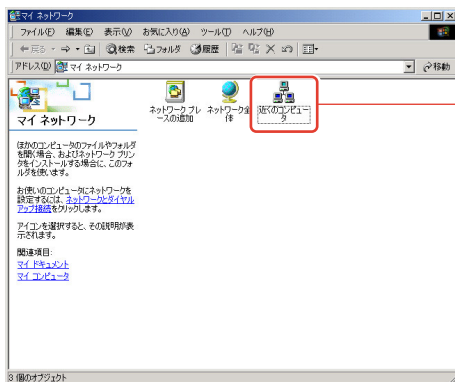 マイ ネットワーク
ファイル(F) 編集(E) 表示(V) お気に入り(A) ツール(T) ヘルプ(H)
戻る 検索 フォルダ 履歴
アドレス(D) マイ ネットワーク 移動
マイ ネットワーク
ほかのコンピュータのファイルやフォルダ
を開く場合、およびネットワーク プリン
タをインストールする場合に、このフォ
ルダを使います。
お使いのコンピュータにネットワークを
設定するには、ネットワークとダイヤル
アップ接続をクリックします。
アイコンを選択すると、その説明が表
示されます。
関連項目:
マイ ドキュメント
マイ コンピュータ
ネットワーク プレ
ースの追加
ネットワーク全
体
近くのコンピュー
タ
3 個のオブジェクト